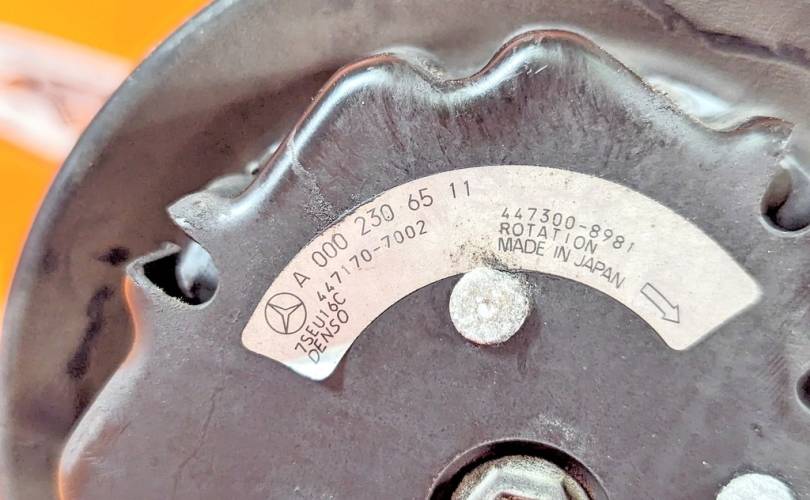 A 000 230 65 11
447170-7002
7SEU16C
DENSO
447300-8981
ROTATION
MADE IN JAPAN